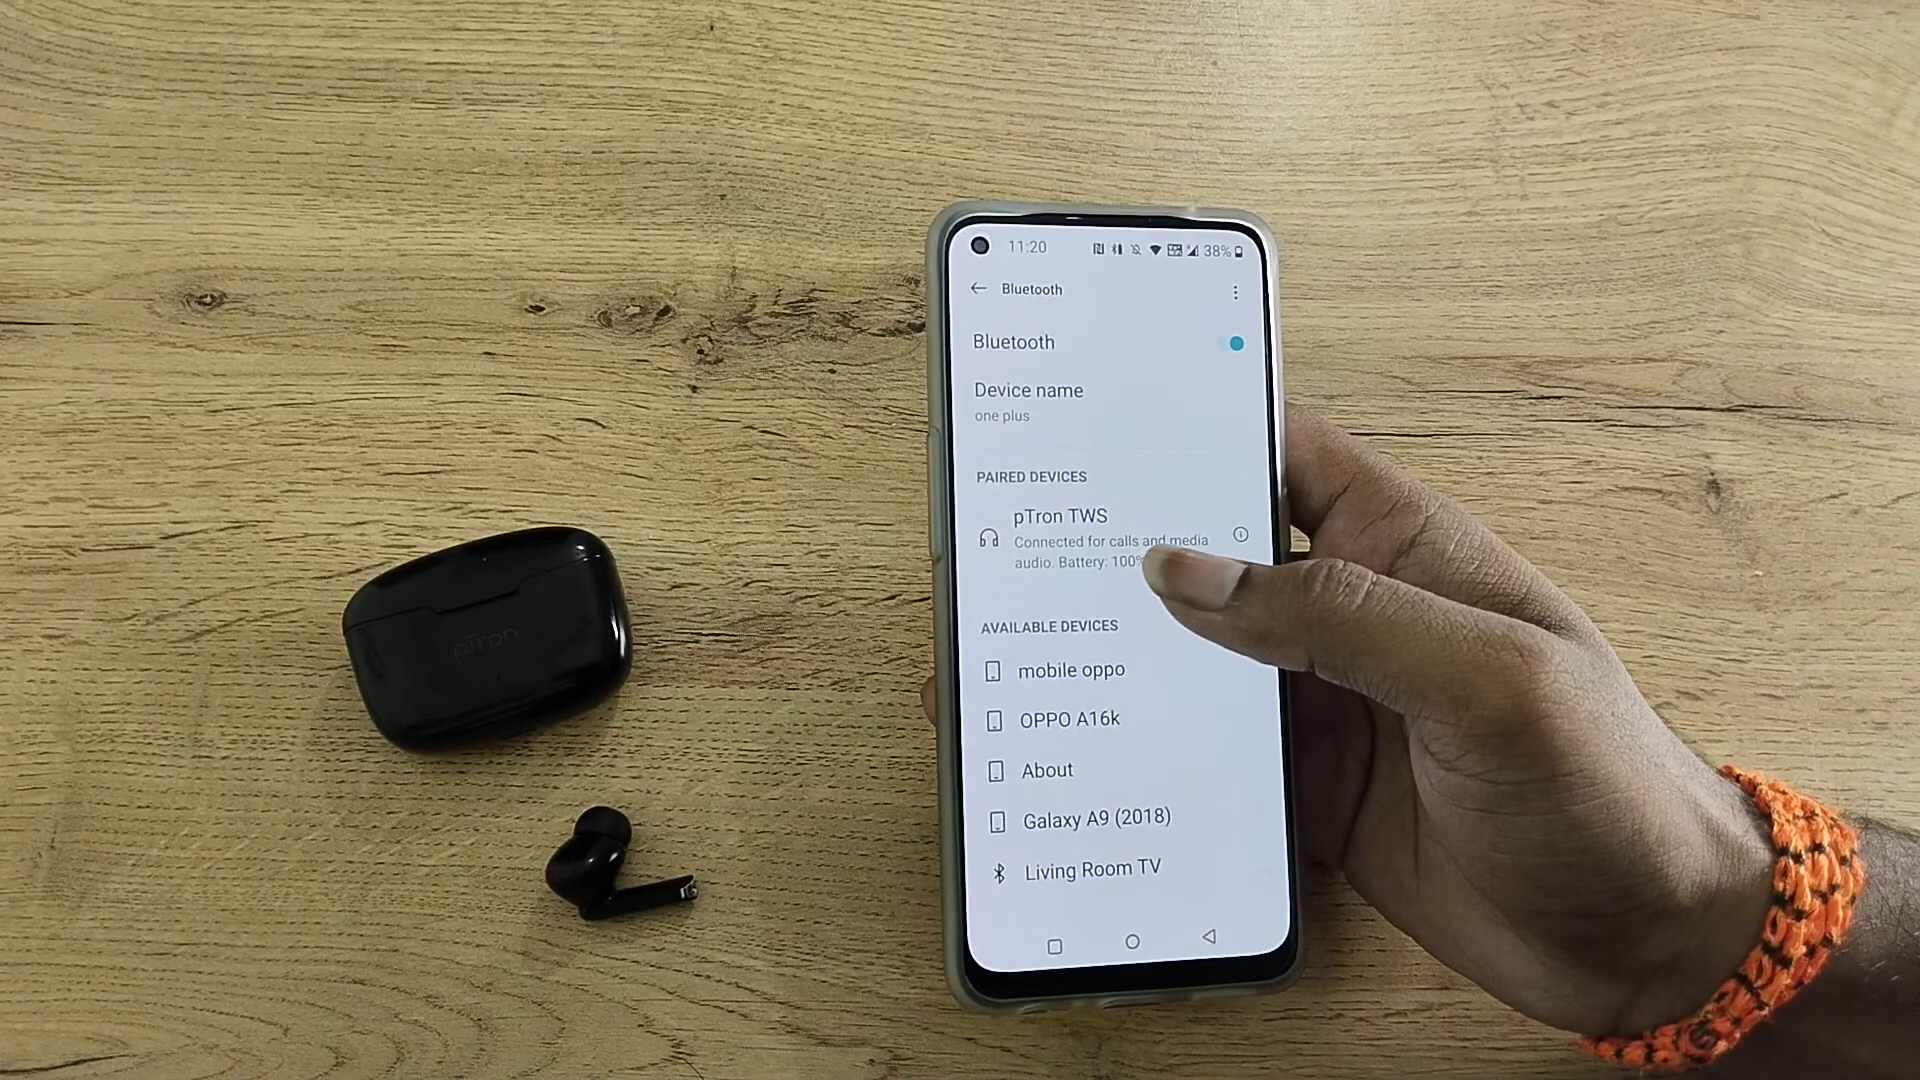 11:20
38%
Bluetooth
Bluetooth
Device name
one plus
PAIRED DEVICES
pTron TWS
Connected for calls and media
audio. Battery: 100%
AVAILABLE DEVICES
mobile oppo
OPPO A16k
About
Galaxy A9 (2018)
Living Room TV
pTron